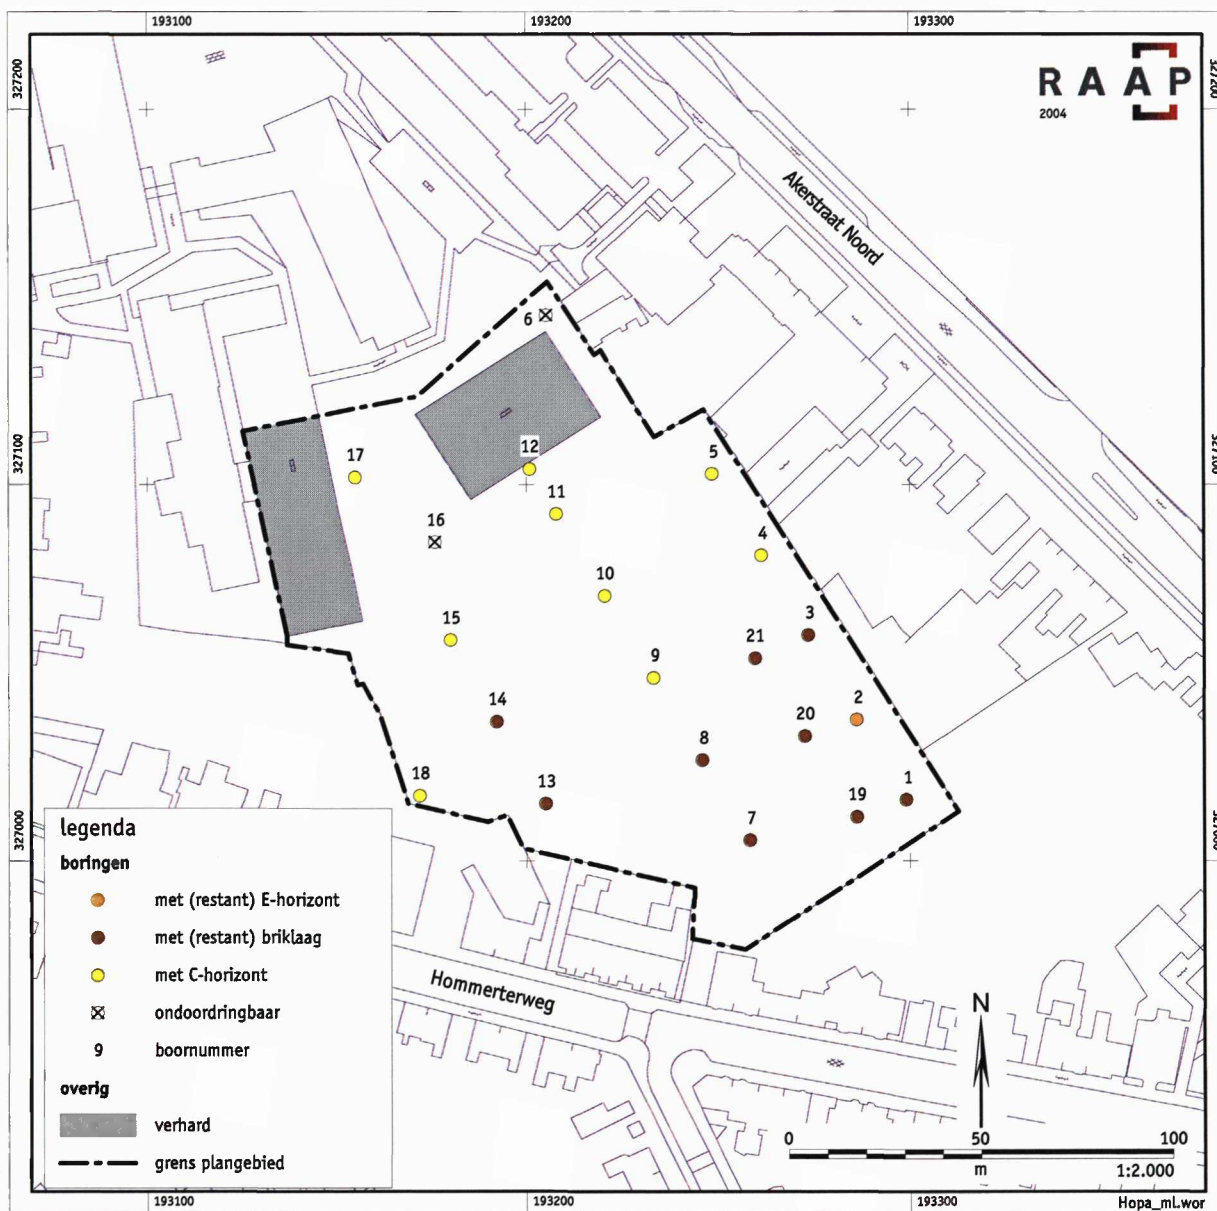 193100
193200
193300
327200
327200
RAAP
2004
Akerstraat Noord
6
12
5
17
327100
327100
11
16
4
10
3
15
21
9
2
14
20
8
18
1
13
19
7
327000
legenda
boringen
met (restant) E-horizont
met (restant) briklaag
met C-horizont
ondoordringbaar
9 boornummer
overig
verhard
grens plangebied
Hommerterweg
N
0 50 100
m 1:2.000
193100
193200
193300
Hopa_ml.wor